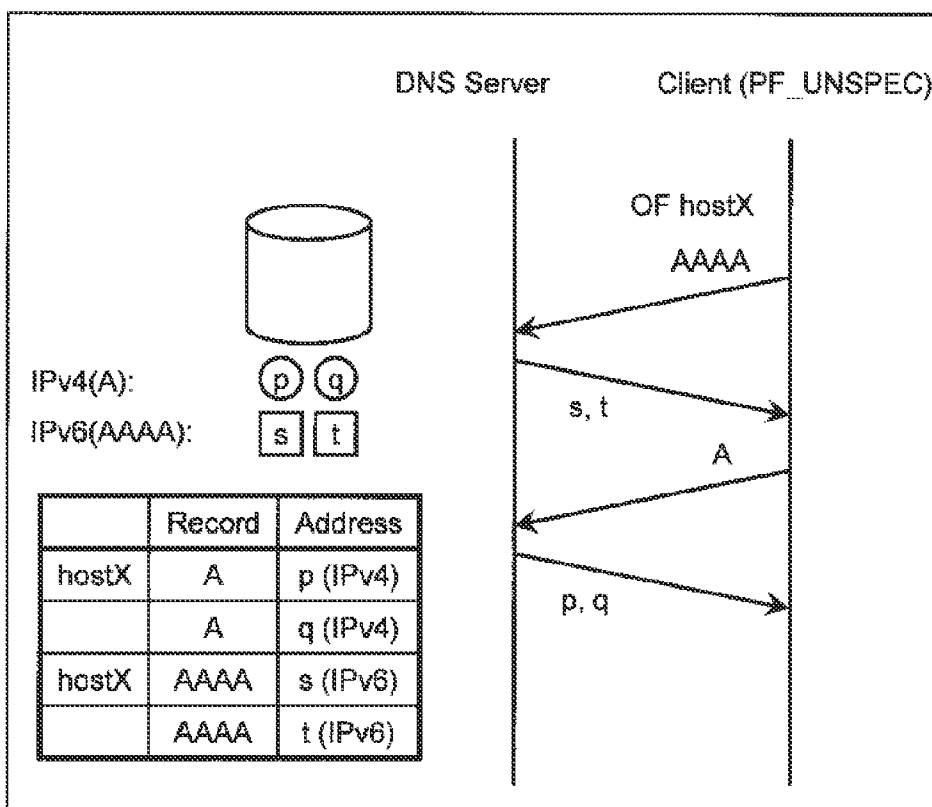 DNS Server
Client (PF_UNSPEC)
OF hostX
AAAA
s, t
A
p, q
IPv4(A): p q
IPv6(AAAA): s t
Record Address
hostX A p (IPv4)
A q (IPv4)
hostX AAAA s (IPv6)
AAAA t (IPv6)